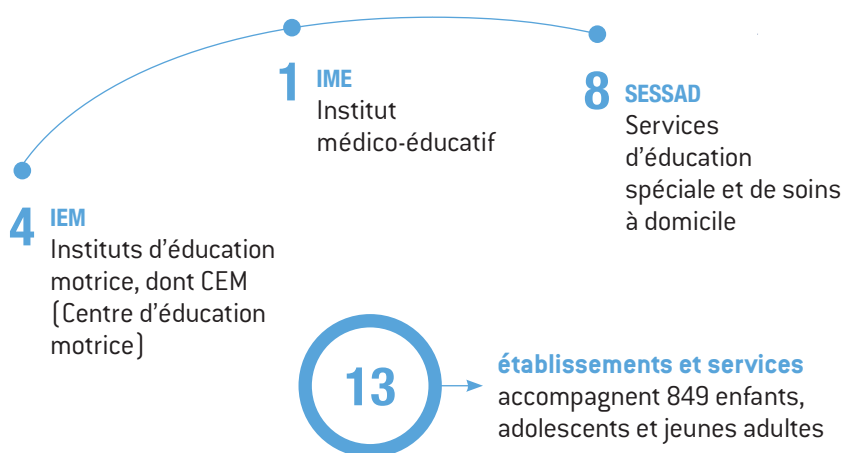 1 IME
Institut
médico-éducatif
8 SESSAD
Services
d’éducation
spéciale et de soins
à domicile
4 IEM
Instituts d’éducation
motrice, dont CEM
(Centre d’éducation
motrice)
13
établissements et services
accompagnent 849 enfants,
adolescents et jeunes adultes